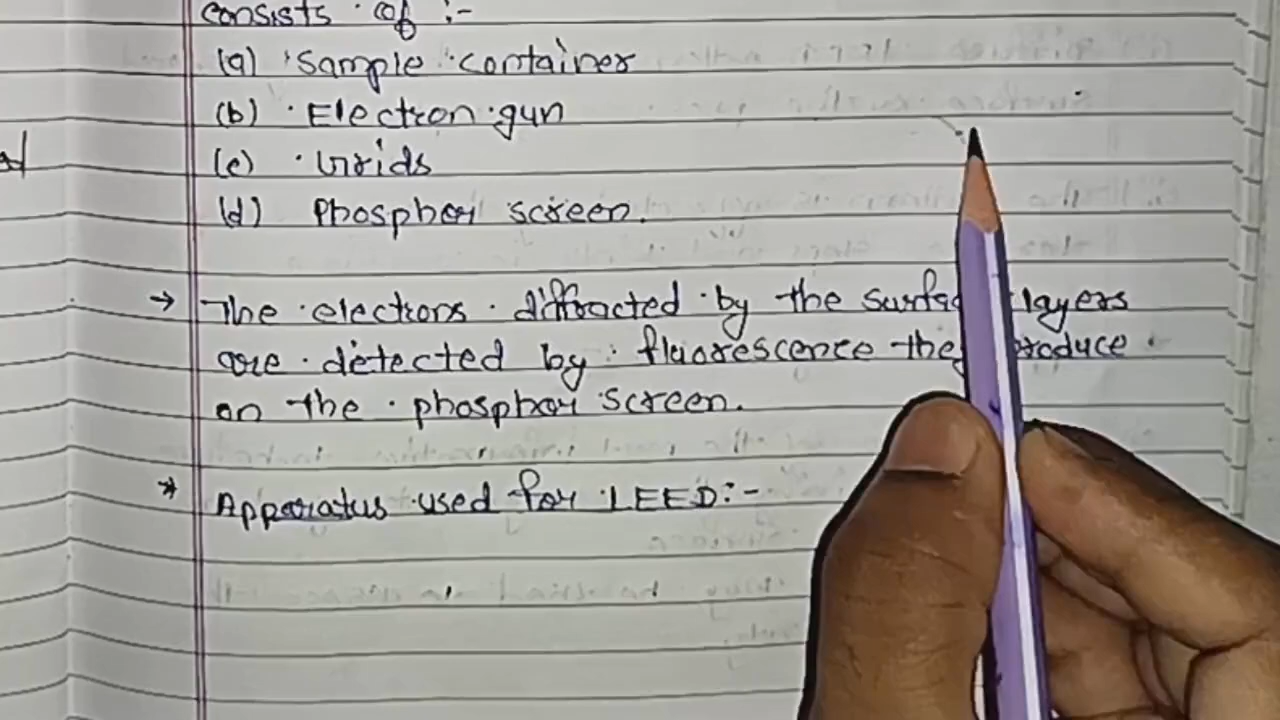 consists of :-
(a) Sample container
(b) Electron gun
(c) Grids
(d) Phosphor screen.
→ The electrons diffracted by the surfa layers
are detected by fluorescence they produce
on the phosphor screen.
* Apparatus used for LEED:-